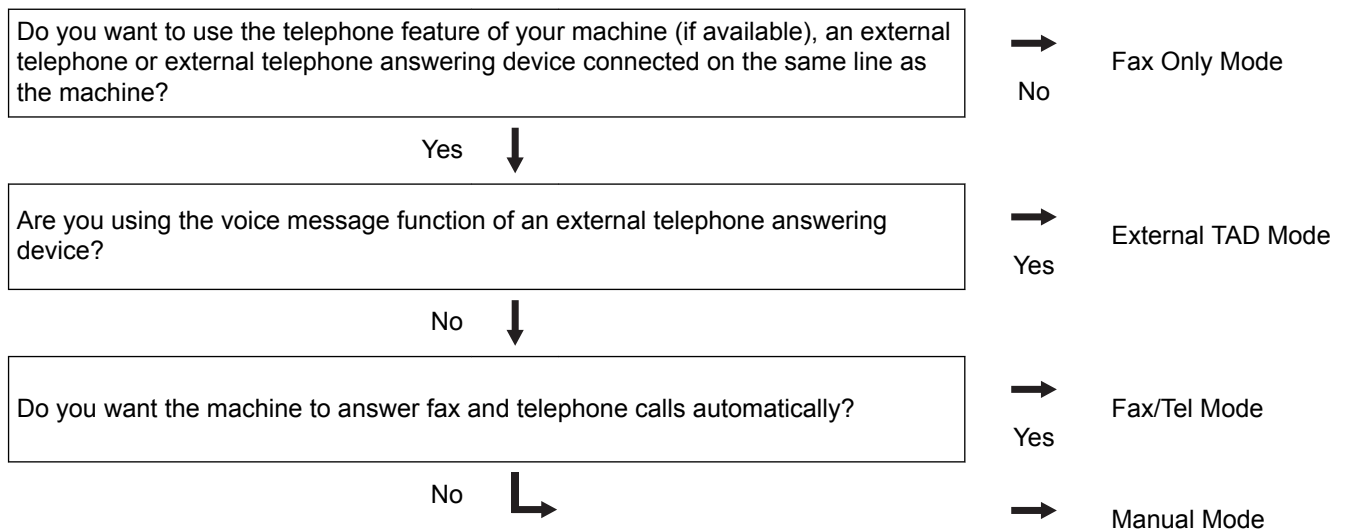 Do you want to use the telephone feature of your machine (if available), an external
telephone or external telephone answering device connected on the same line as
the machine?
No
Fax Only Mode
Yes
Are you using the voice message function of an external telephone answering
device?
Yes
External TAD Mode
No
Do you want the machine to answer fax and telephone calls automatically?
Yes
Fax/Tel Mode
No
Manual Mode